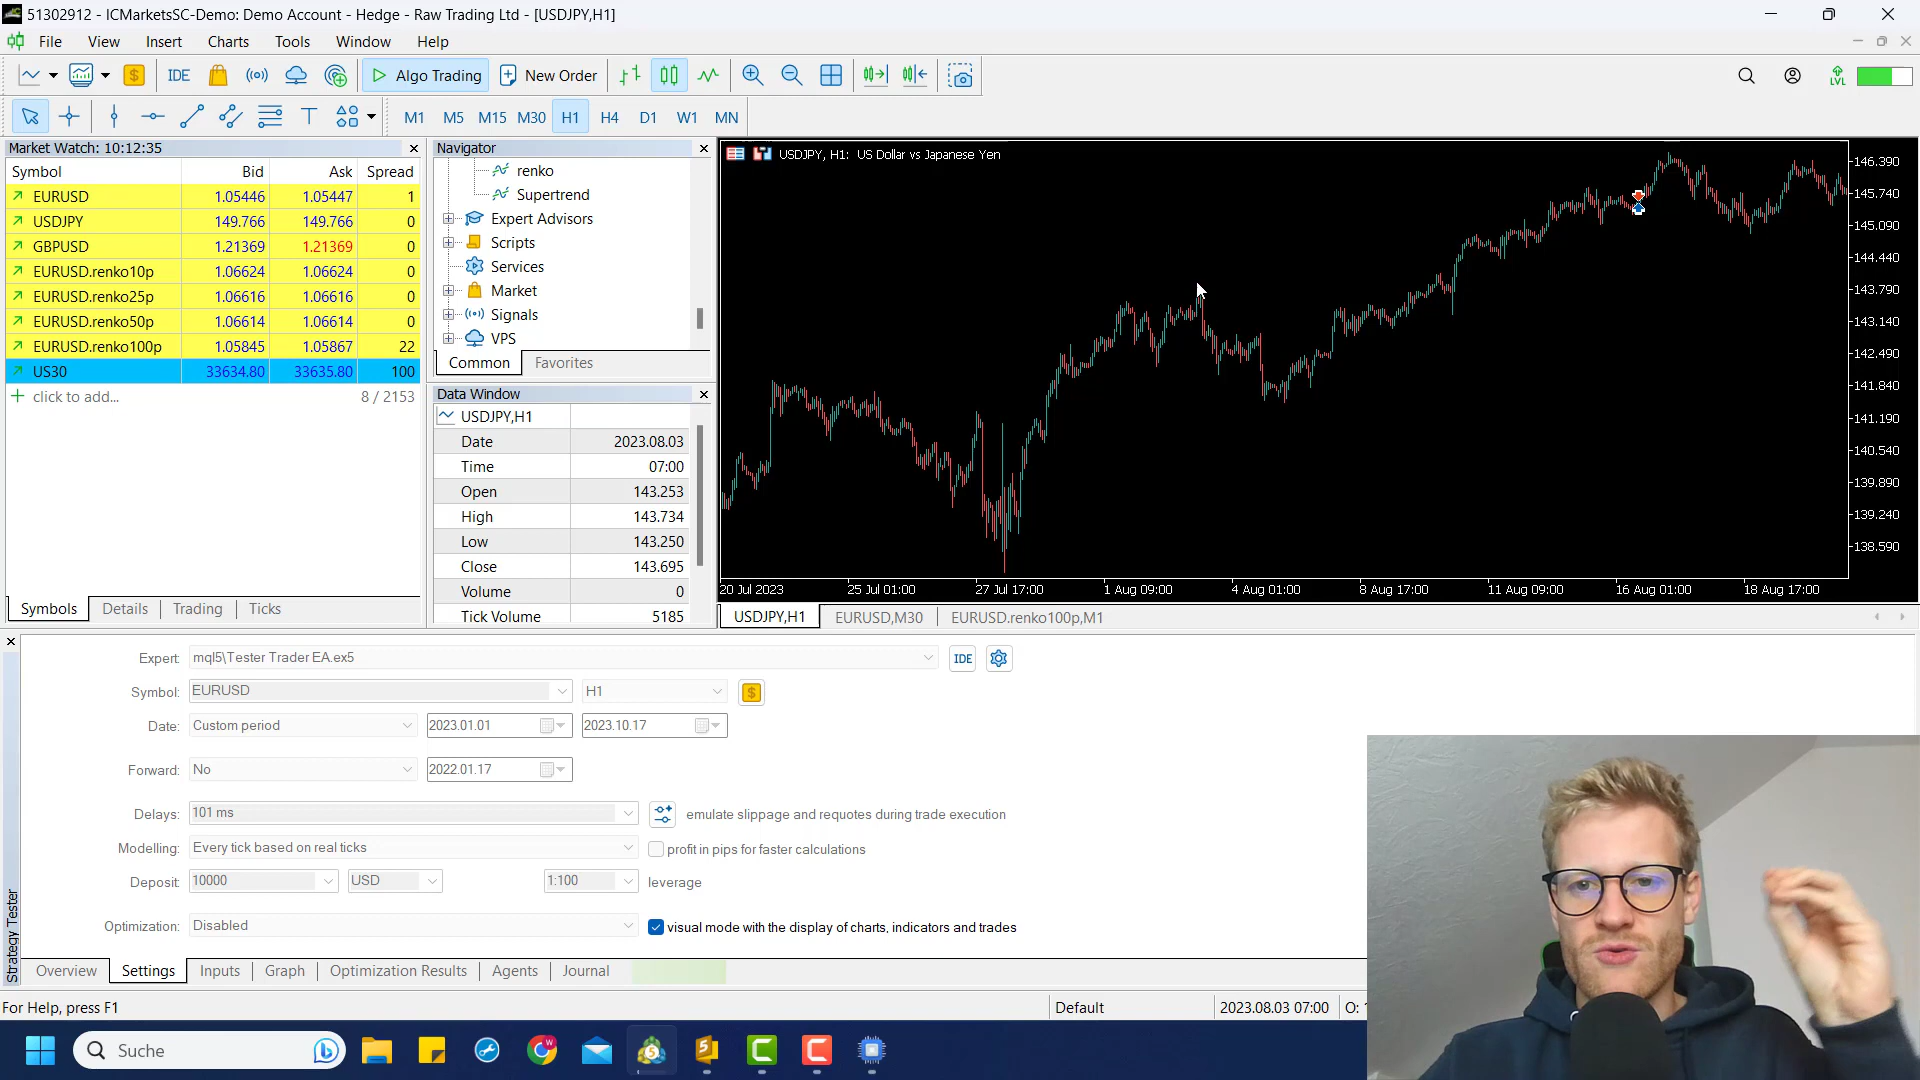 51302912 - ICMarketsSC-Demo: Demo Account - Hedge - Raw Trading Ltd - [USDJPY,H1]
File View Insert Charts Tools Window Help
IDE Algo Trading New Order LVL
M1 M5 M15 M30 H1 H4 D1 W1 MN
Market Watch: 10:12:35
Symbol Bid Ask Spread
EURUSD 1.05446 1.05447 1
USDJPY 149.766 149.766 0
GBPUSD 1.21369 1.21369 0
EURUSD.renko10p 1.06624 1.06624 0
EURUSD.renko25p 1.06616 1.06616 0
EURUSD.renko50p 1.06614 1.06614 0
EURUSD.renko100p 1.05845 1.05867 22
US30 33634.80 33635.80 100
click to add... 8 / 2153
Symbols Details Trading Ticks
Navigator
renko
Supertrend
Expert Advisors
Scripts
Services
Market
Signals
VPS
Common Favorites
Data Window
USDJPY,H1
Date 2023.08.03
Time 07:00
Open 143.253
High 143.734
Low 143.250
Close 143.695
Volume 0
Tick Volume 5185
USDJPY, H1: US Dollar vs Japanese Yen
146.390
145.740
145.090
144.440
143.790
143.140
142.490
141.840
141.190
140.540
139.890
139.240
138.590
20 Jul 2023 25 Jul 01:00 27 Jul 17:00 1 Aug 09:00 4 Aug 01:00 8 Aug 17:00 11 Aug 09:00 16 Aug 01:00 18 Aug 17:00
USDJPY,H1 EURUSD,M30 EURUSD.renko100p,M1
Expert: mql5\Tester Trader EA.ex5 IDE
Symbol: EURUSD H1
Date: Custom period 2023.01.01 2023.10.17
Forward: No 2022.01.17
Delays: 101 ms emulate slippage and requotes during trade execution
Modelling: Every tick based on real ticks profit in pips for faster calculations
Deposit: 10000 USD 1:100 leverage
Optimization: Disabled visual mode with the display of charts, indicators and trades
Strategy Tester
Overview Settings Inputs Graph Optimization Results Agents Journal
For Help, press F1 Default 2023.08.03 07:00 O: 1
Suche